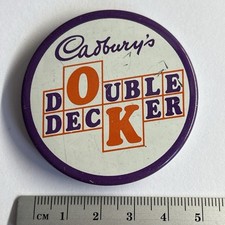 Cadbury's
DOUBLE
DECKER
CM 1 2 3 4 5